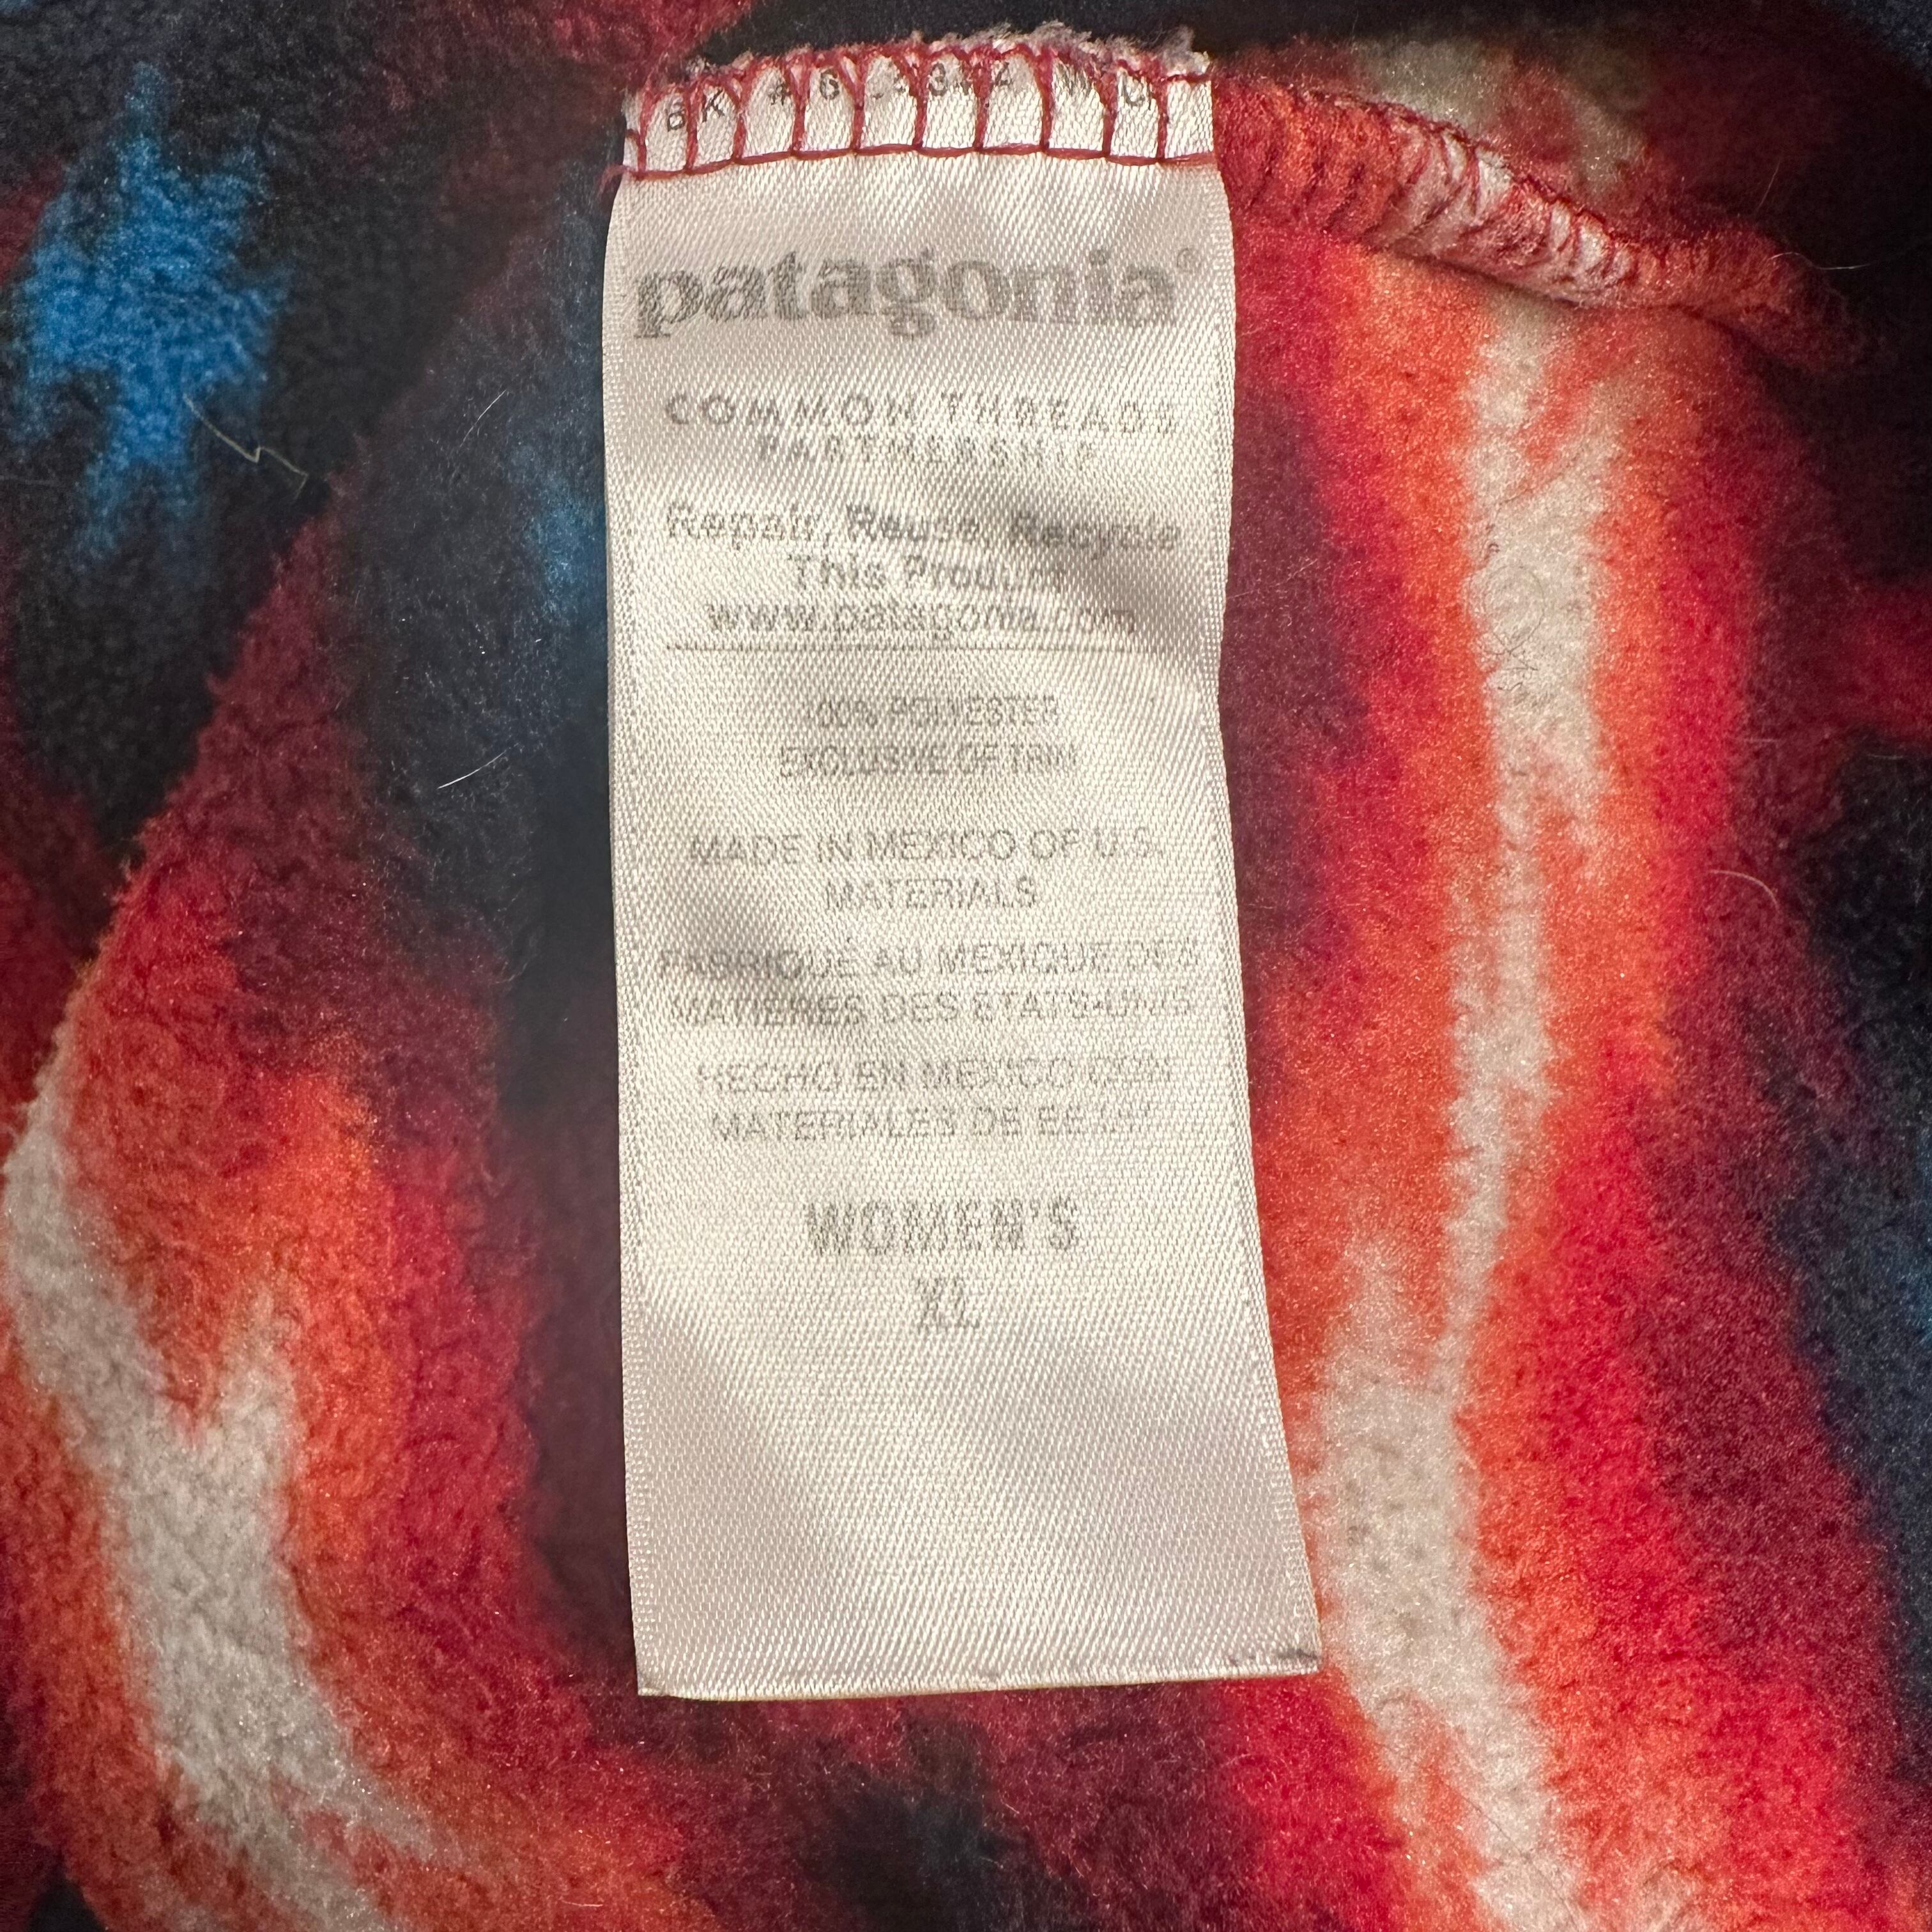 BK
patagonia®
COMMON THREADS
PARTNERSHIP
Repair, Reuse, Recycle
This Product
www.patagonia.com
100% POLYESTER
EXCLUSIVE OF TRIM
MADE IN MEXICO OF U.S.
MATERIALS
FABRIQUÉ AU MEXIQUE DES
MATIÈRES DES ÉTATS-UNIS
HECHO EN MÉXICO CON
MATERIALES DE EE.UU.
WOMEN'S
XL